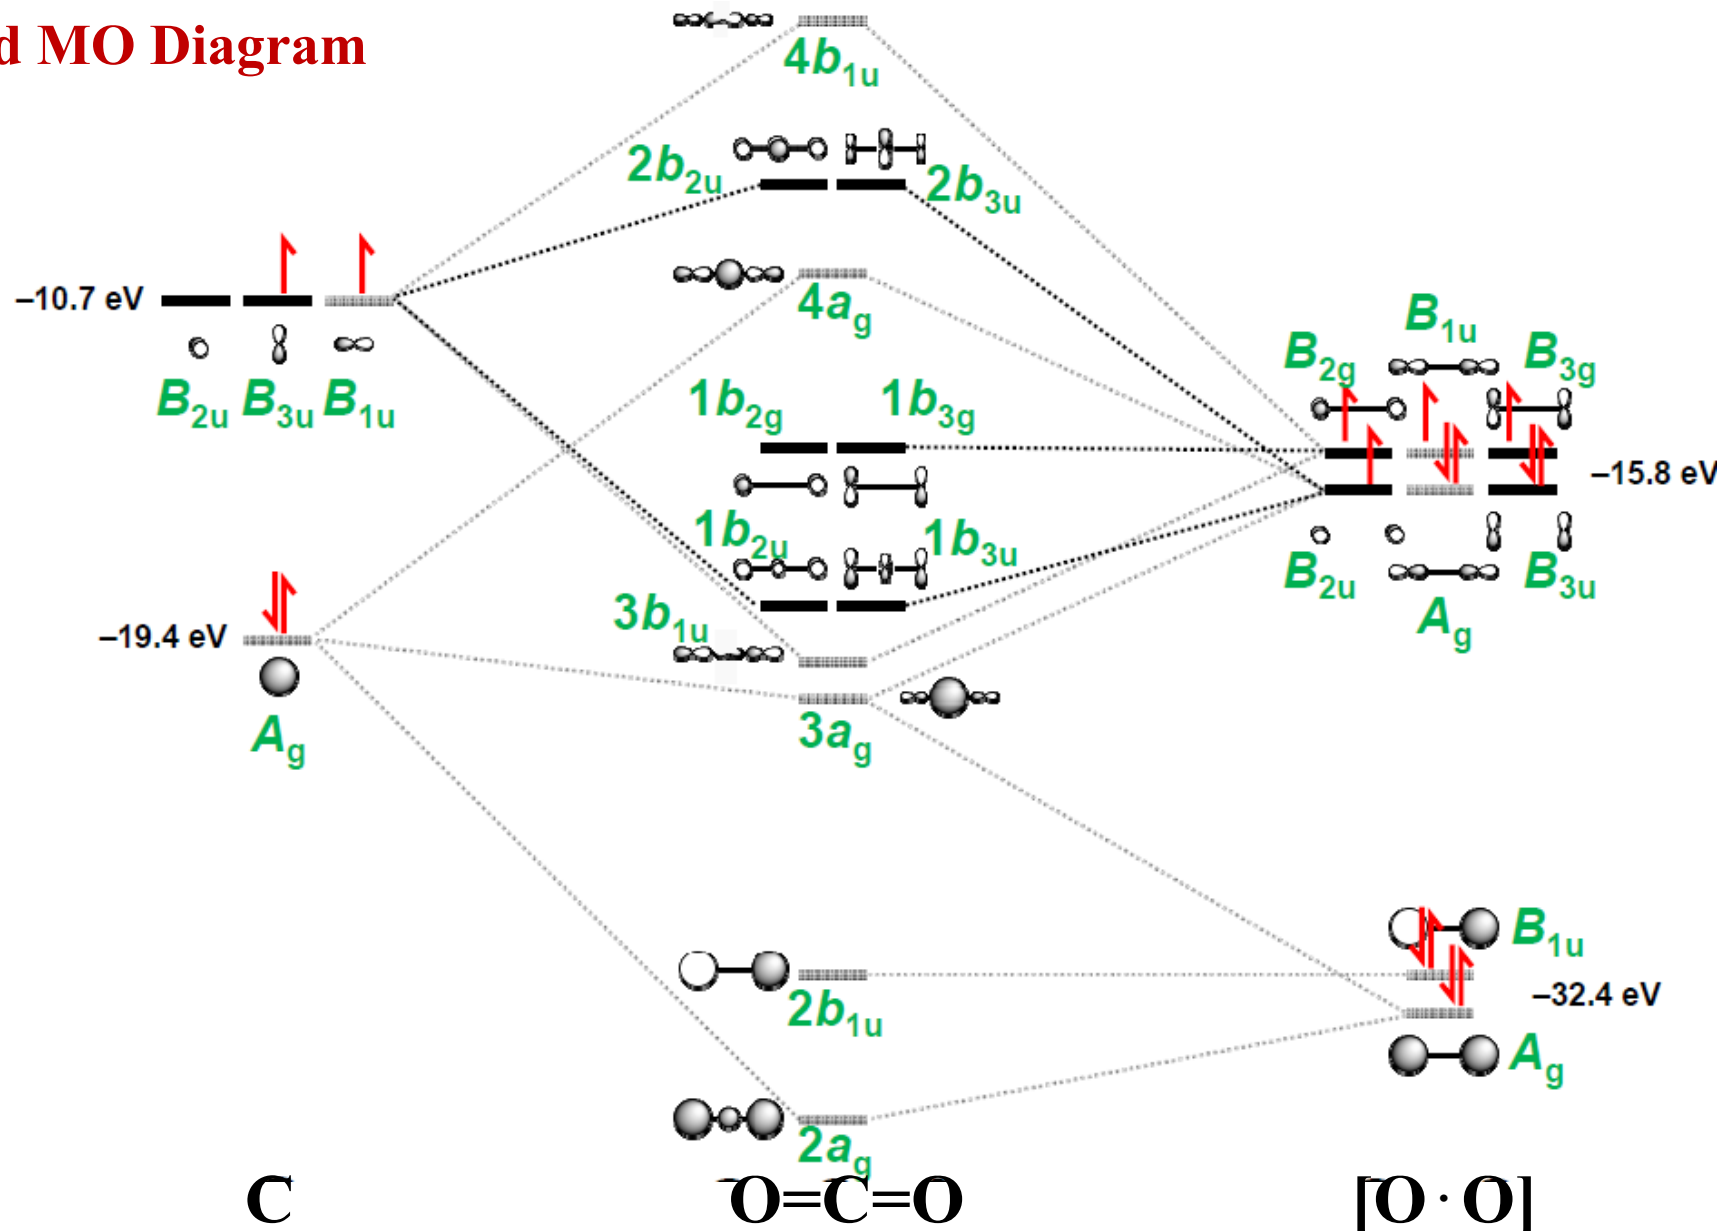 d MO Diagram
4b1u
2b2u
2b3u
–10.7 eV
4ag
B2u B3u B1u
1b2g
1b3g
B2g
B1u
B3g
–15.8 eV
1b2u
1b3u
B2u
Ag
B3u
–19.4 eV
3b1u
Ag
3ag
B1u
2b1u
–32.4 eV
Ag
2ag
C
O=C=O
[O · O]